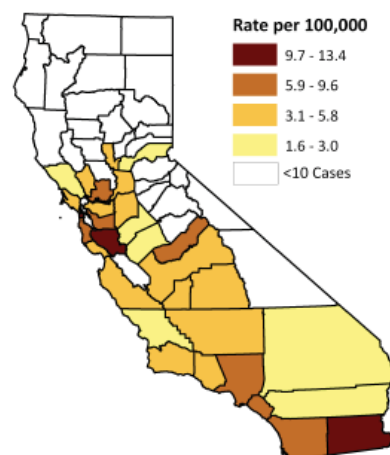 Rate per 100,000
9.7 - 13.4
5.9 - 9.6
3.1 - 5.8
1.6 - 3.0
<10 Cases